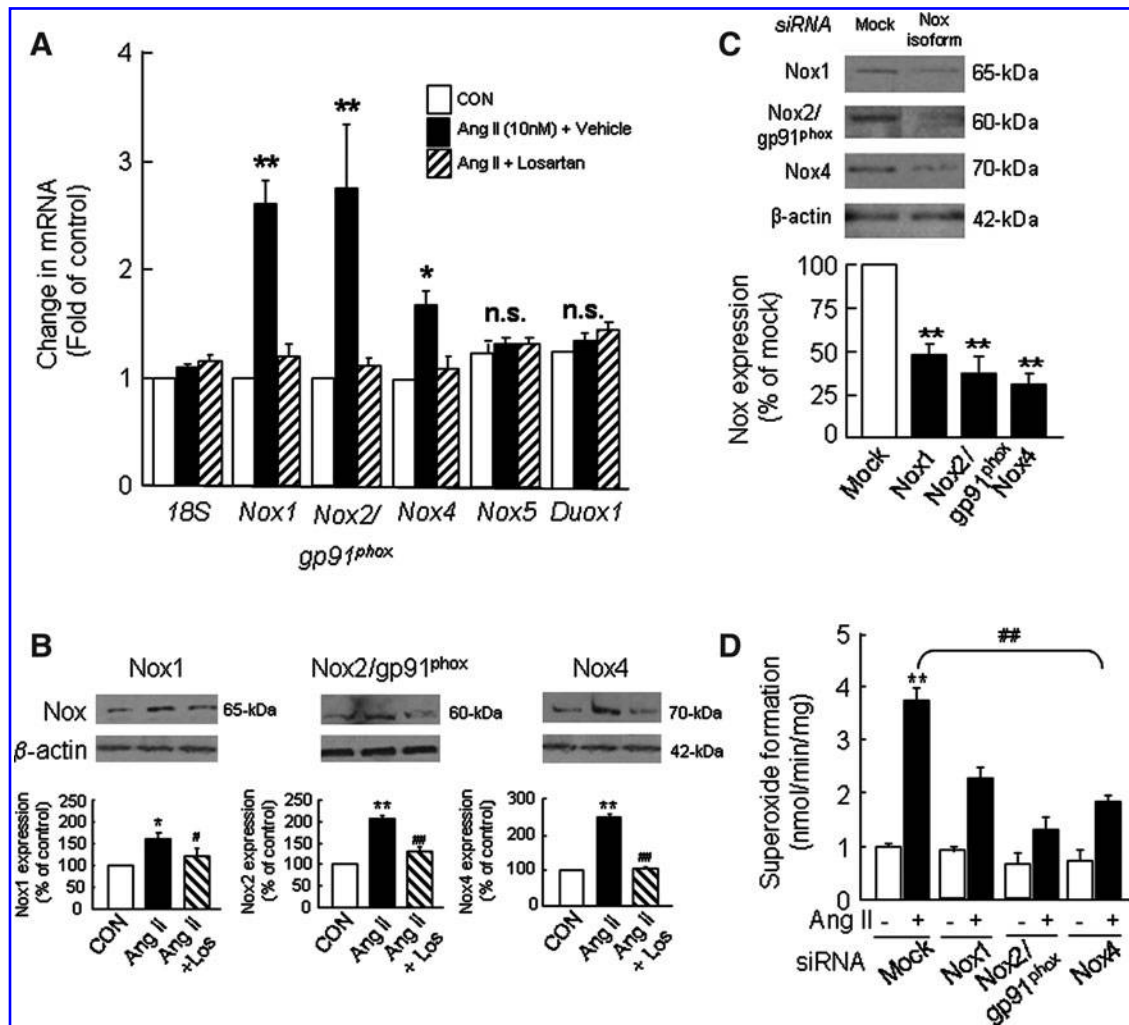 A
Change in mRNA
(Fold of control)
4
3
2
1
0
**
**
*
n.s.
n.s.
CON
Ang II (10nM) + Vehicle
Ang II + Losartan
18S Nox1 Nox2/ Nox4 Nox5 Duox1
gp91phox
C
siRNA Mock Nox
isoform
Nox1 65-kDa
Nox2/ 60-kDa
gp91phox
Nox4 70-kDa
β-actin 42-kDa
Nox expression
(% of mock)
100
75
50
25
0
**
**
**
Mock
Nox1
Nox2/
gp91phox
Nox4
B
Nox1 Nox2/gp91phox Nox4
Nox 65-kDa 60-kDa 70-kDa
β-actin 42-kDa
Nox1 expression
(% of control)
250
200
150
100
50
0
*
#
CON
Ang II
Ang II
+Los
Nox2 expression
(% of control)
250
200
150
100
50
0
**
##
CON
Ang II
Ang II
+ Los
Nox4 expression
(% of control)
300
200
100
0
**
##
CON
Ang II
Ang II
+ Los
D
Superoxide formation
(nmol/min/mg)
5
4
3
2
1
0
**
##
Ang II - + - + - + - +
siRNA
Mock
Nox1
Nox2/
gp91phox
Nox4